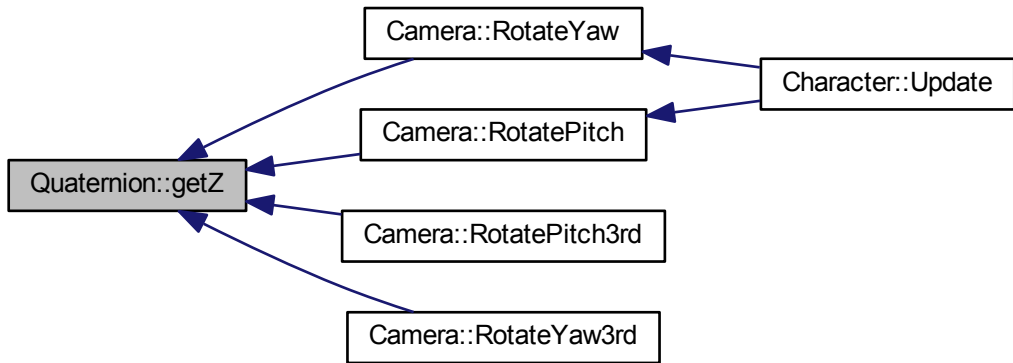 Camera::RotateYaw
Character::Update
Camera::RotatePitch
Quaternion::getZ
Camera::RotatePitch3rd
Camera::RotateYaw3rd